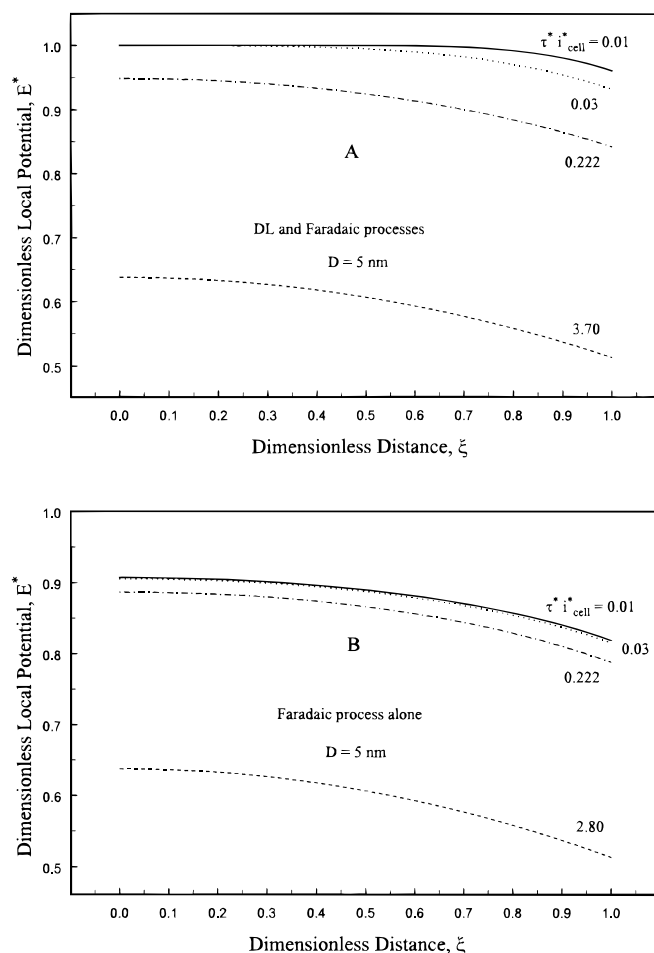 1.0
τ* i*cell = 0.01
0.03
0.9
0.222
0.8
A
0.7
DL and Faradaic processes
D = 5 nm
0.6
3.70
0.5
0.0 0.1 0.2 0.3 0.4 0.5 0.6 0.7 0.8 0.9 1.0
Dimensionless Local Potential, E*
Dimensionless Distance, ξ
1.0
0.9
τ* i*cell = 0.01
0.03
0.222
0.8
B
0.7
Faradaic process alone
D = 5 nm
0.6
2.80
0.5
0.0 0.1 0.2 0.3 0.4 0.5 0.6 0.7 0.8 0.9 1.0
Dimensionless Local Potential, E*
Dimensionless Distance, ξ